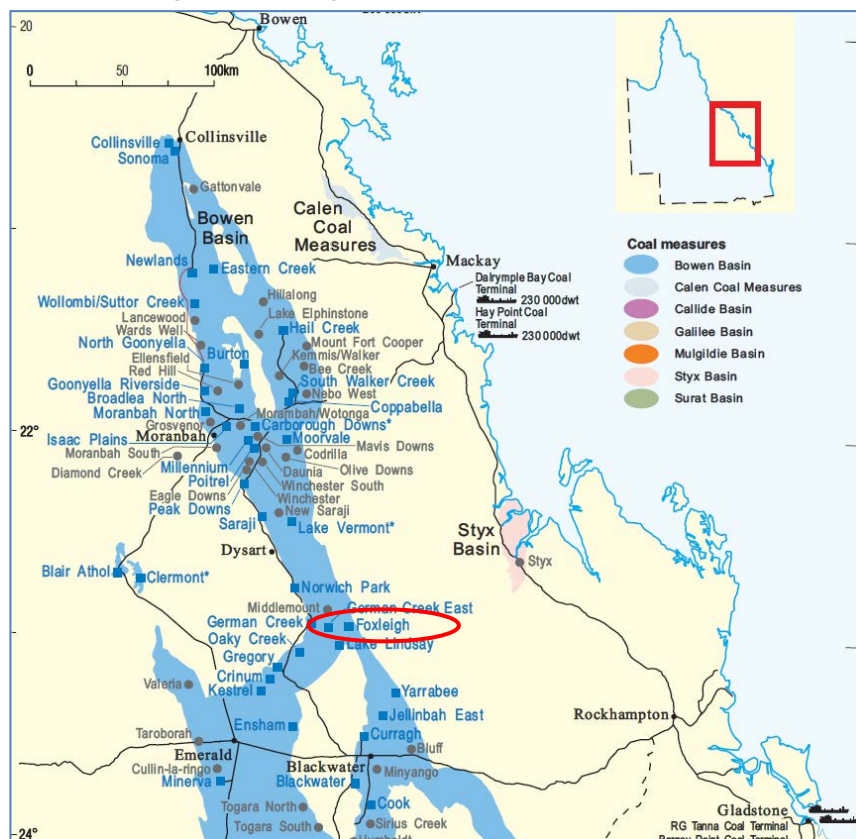 20
Bowen
0 50 100km
Collinsville
Collinsville
Sonoma
Gattonvale
Bowen
Basin
Calen
Coal
Measures
Coal measures
Bowen Basin
Calen Coal Measures
Callide Basin
Galilee Basin
Mulgildie Basin
Styx Basin
Surat Basin
Newlands
Eastern Creek
Mackay
Dalrymple Bay Coal
Terminal
230 000dwt
Hay Point Coal
Terminal
230 000dwt
Wollombi/Suttor Creek
Hillalong
Lancewood
Lake Elphinstone
Wards Well
Hail Creek
North Goonyella
Mount Fort Cooper
Ellensfield
Burton
Kemmis/Walker
Red Hill
Bee Creek
Goonyella Riverside
South Walker Creek
Broadlea North
Nebo West
Moranbah North
Coppabella
Grosvenor
Morambah/Wotonga
Moranbah
Carborough Downs*
Isaac Plains
Moorvale
Moranbah South
Mavis Downs
Diamond Creek
Codrilla
Millennium
Olive Downs
Poitrel
Daunia
Eagle Downs
Winchester South
Peak Downs
Winchester
New Saraji
Saraji
Lake Vermont*
22°
Dysart
Styx
Basin
Styx
Blair Athol
Clermont*
Norwich Park
Middlemount
German Creek East
German Creek
Foxleigh
Oaky Creek
Lake Lindsay
Gregory
Crinum
Kestrel
Valeria
Yarrabee
Jellinbah East
Rockhampton
Ensham
Curragh
Taroborah
Bluff
Emerald
Blackwater
Cullin-la-ringo
Minyango
Minerva
Blackwater
Cook
Togara North
Sirius Creek
Togara South
Gladstone
RG Tanna Coal Terminal
24°